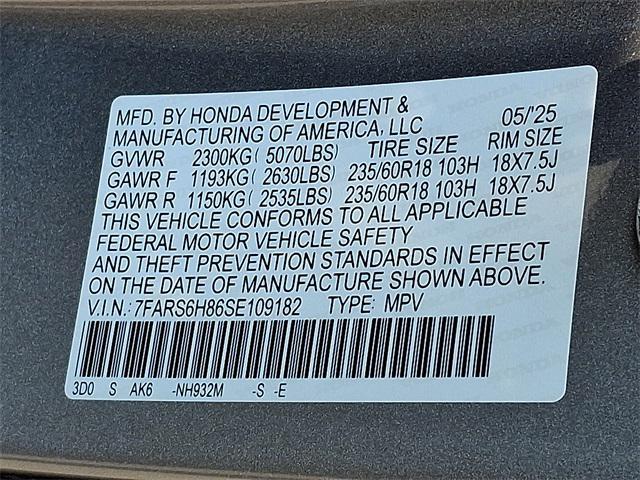 MFD. BY HONDA DEVELOPMENT & 05/'25
MANUFACTURING OF AMERICA, LLC
GVWR 2300KG( 5070LBS) TIRE SIZE RIM SIZE
GAWR F 1193KG( 2630LBS) 235/60R18 103H 18X7.5J
GAWR R 1150KG( 2535LBS) 235/60R18 103H 18X7.5J
THIS VEHICLE CONFORMS TO ALL APPLICABLE
FEDERAL MOTOR VEHICLE SAFETY
AND THEFT PREVENTION STANDARDS IN EFFECT
ON THE DATE OF MANUFACTURE SHOWN ABOVE.
V.I.N.: 7FARS6H86SE109182 TYPE: MPV
3D0 S AK6 -NH932M -S -E